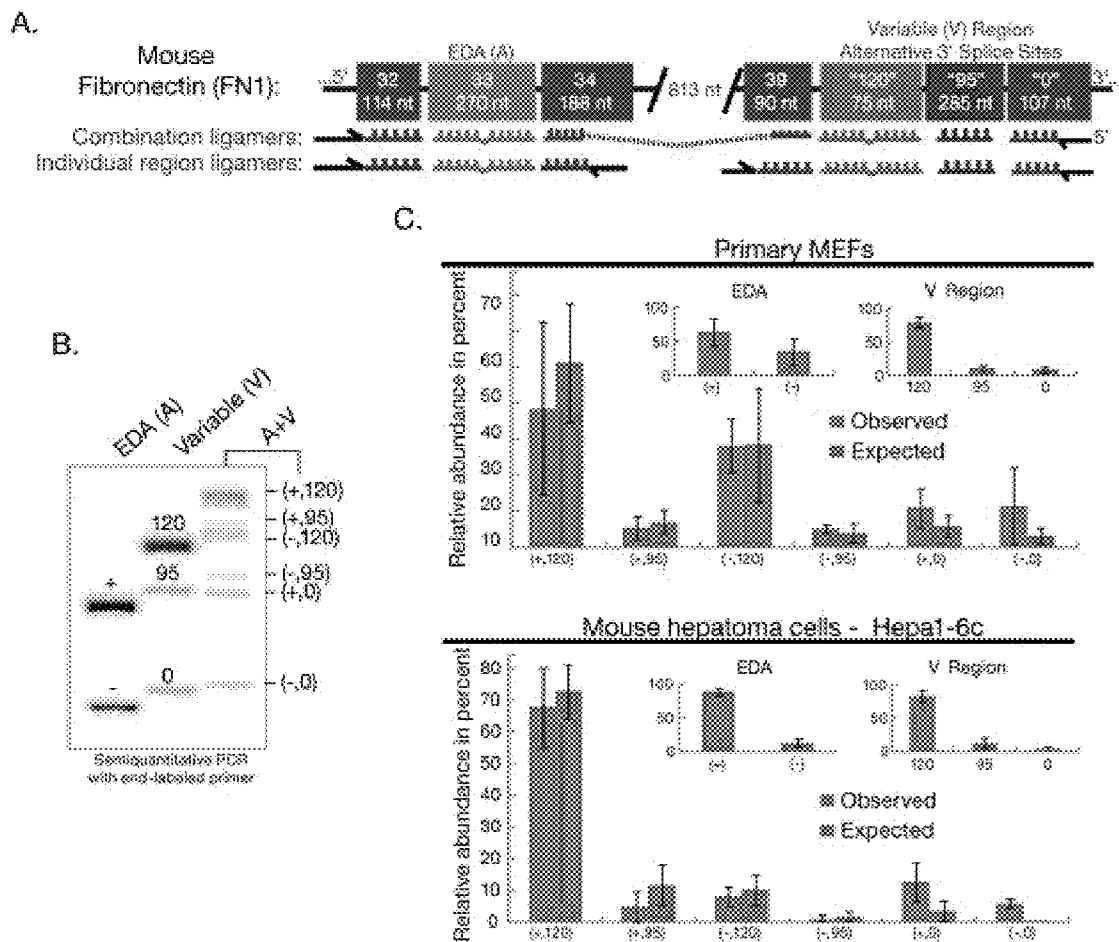 A.
Mouse
Fibronectin (FN1):
5'
32
114 nt
EDA (A)
270 nt
34
188 nt
813 nt
Variable (V) Region
Alternative 3' Splice Sites
39
90 nt
"120"
75 nt
"95"
285 nt
"0"
107 nt
3'
Combination ligamers:
5'
Individual region ligamers:
B.
EDA (A)
Variable (V)
A+V
120
95
0
+
-
(+,120)
(+,95)
(-,120)
(-,95)
(+,0)
(-,0)
Semiquantitative PCR
with end-labeled primer
C.
Primary MEFs
Relative abundance in percent
70
60
50
40
30
20
10
EDA
100
50
0
(+)
(-)
V Region
100
50
0
120
95
0
Observed
Expected
(+,120)
(+,95)
(-,120)
(-,95)
(+,0)
(-,0)
Mouse hepatoma cells - Hepa1-6c
Relative abundance in percent
80
70
60
50
40
30
20
10
0
EDA
100
50
(+)
(-)
V Region
100
50
120
95
0
Observed
Expected
(+,120)
(+,95)
(-,120)
(-,95)
(+,0)
(-,0)